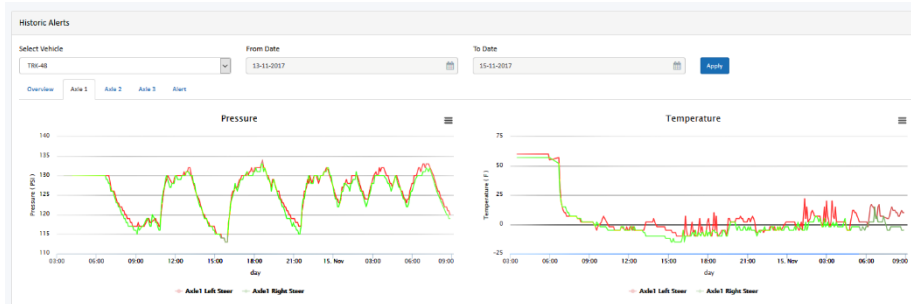 Historic Alerts
Select Vehicle From Date To Date
TRK-48 13-11-2017 15-11-2017 Apply
Overview Axle 1 Axle 2 Axle 3 Alert
Pressure
Pressure ( PSI )
140
135
130
125
120
115
110
03:00 06:00 09:00 12:00 15:00 18:00 21:00 15. Nov 03:00 06:00 09:00
day
Axle1 Left Steer Axle1 Right Steer
Temperature
Temperature ( F )
75
50
25
0
-25
03:00 06:00 09:00 12:00 15:00 18:00 21:00 15. Nov 03:00 06:00 09:00
day
Axle1 Left Steer Axle1 Right Steer